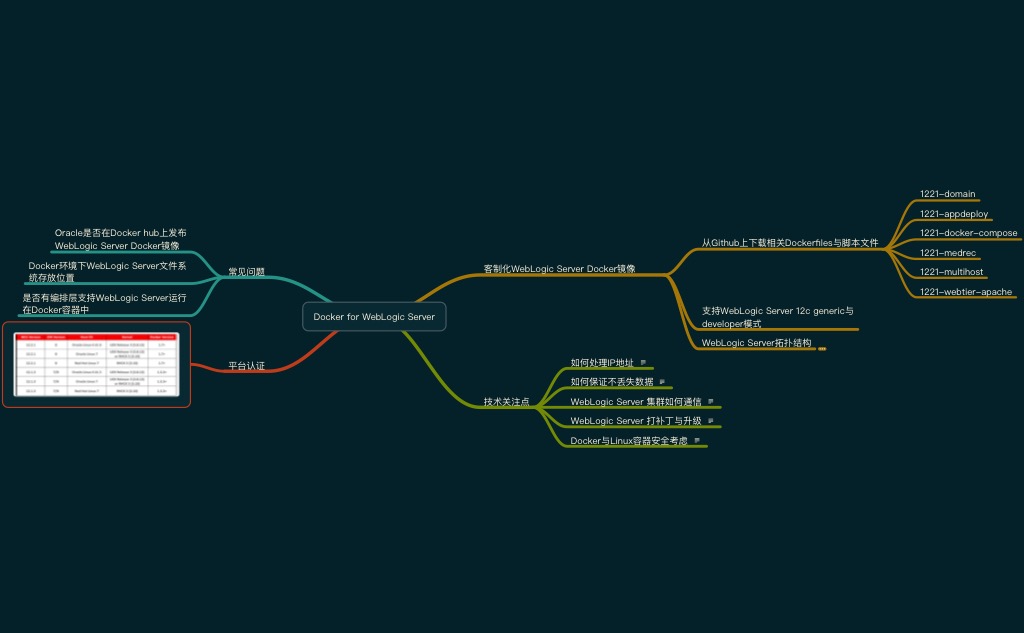 Docker for WebLogic Server
客制化WebLogic Server Docker镜像
从Github上下载相关Dockerfiles与脚本文件
1221-domain
1221-appdeploy
1221-docker-compose
1221-medrec
1221-multihost
1221-webtier-apache
支持WebLogic Server 12c generic与
developer模式
WebLogic Server拓扑结构
技术关注点
如何处理IP地址
如何保证不丢失数据
WebLogic Server 集群如何通信
WebLogic Server 打补丁与升级
Docker与Linux容器安全考虑
常见问题
Oracle是否在Docker hub上发布
WebLogic Server Docker镜像
Docker环境下WebLogic Server文件系
统存放位置
是否有编排层支持WebLogic Server运行
在Docker容器中
平台认证